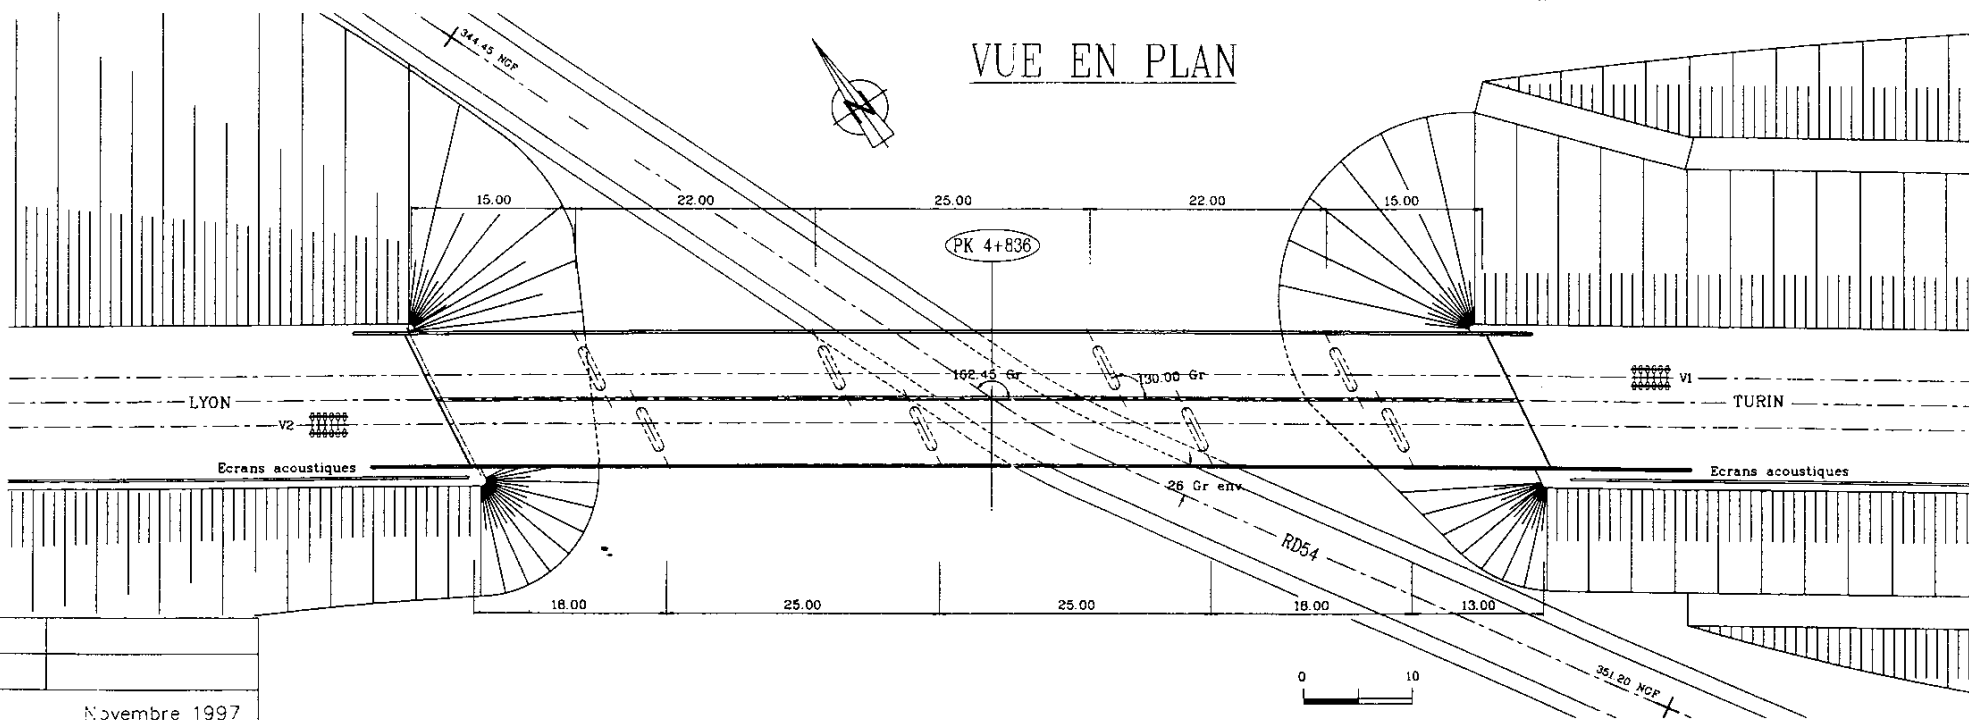 344.45 NGF
VUE EN PLAN
N
15.00
22.00
25.00
22.00
15.00
PK 4+836
162.45 Gr
130.00 Gr
V1
LYON
TURIN
V2
Ecrans acoustiques
Ecrans acoustiques
26 Gr env.
RD54
18.00
25.00
25.00
18.00
13.00
351.20 NGF
0
10
Novembre 1997